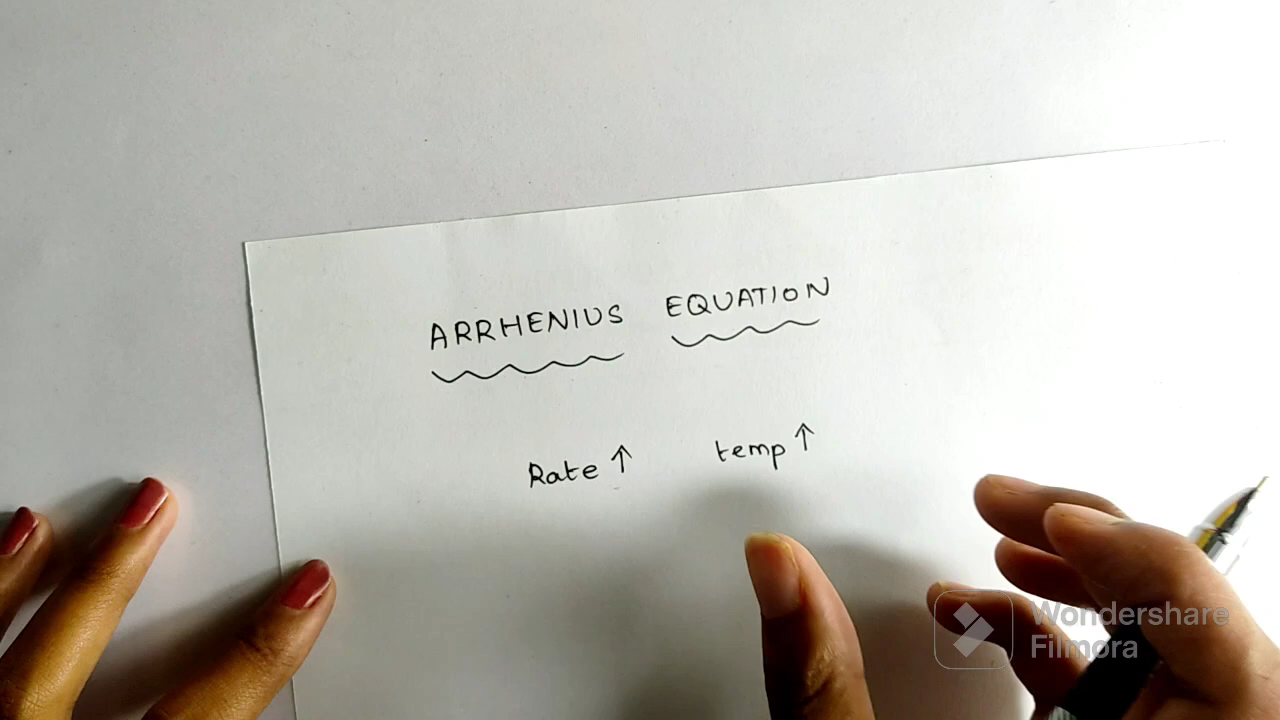 ARRHENIUS EQUATION
Rate ↑ temp ↑
Wondershare
Filmora